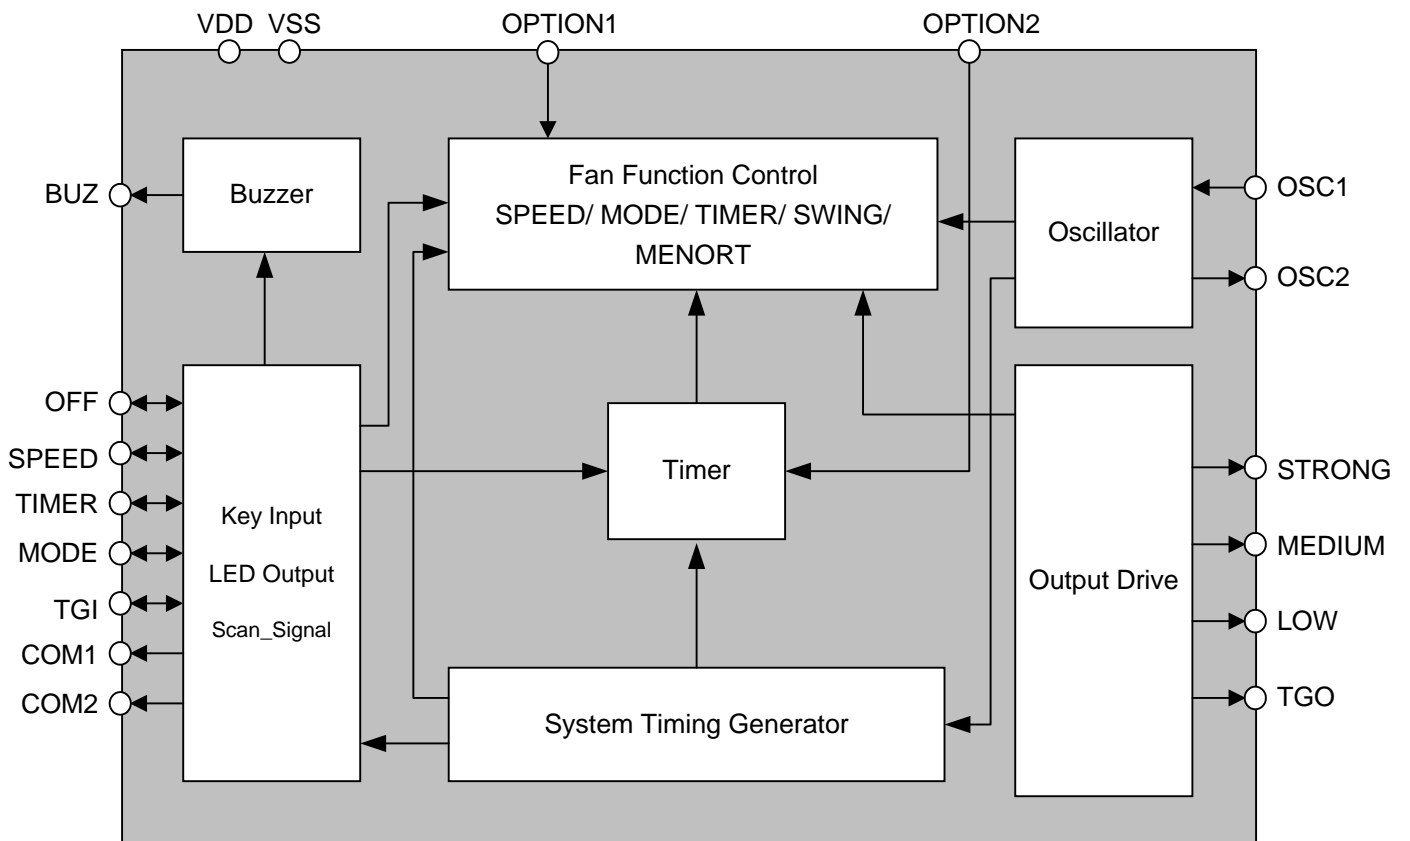 VDD VSS OPTION1 OPTION2
Buzzer
BUZ
Fan Function Control
SPEED/ MODE/ TIMER/ SWING/
MENORT
Oscillator
OSC1
OSC2
OFF
SPEED
TIMER
MODE
TGI
COM1
COM2
Key Input
LED Output
Scan_Signal
Timer
System Timing Generator
Output Drive
STRONG
MEDIUM
LOW
TGO